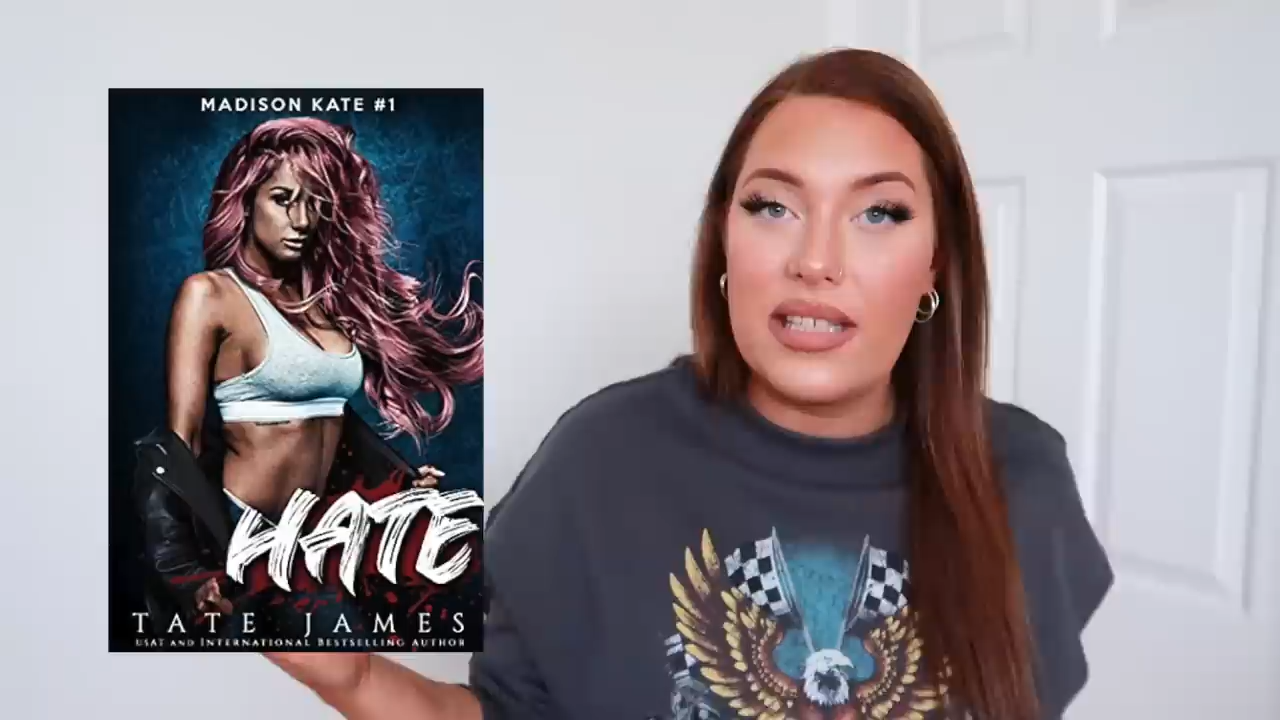 MADISON KATE #1
HATE
TATE JAMES
USAT AND INTERNATIONAL BESTSELLING AUTHOR